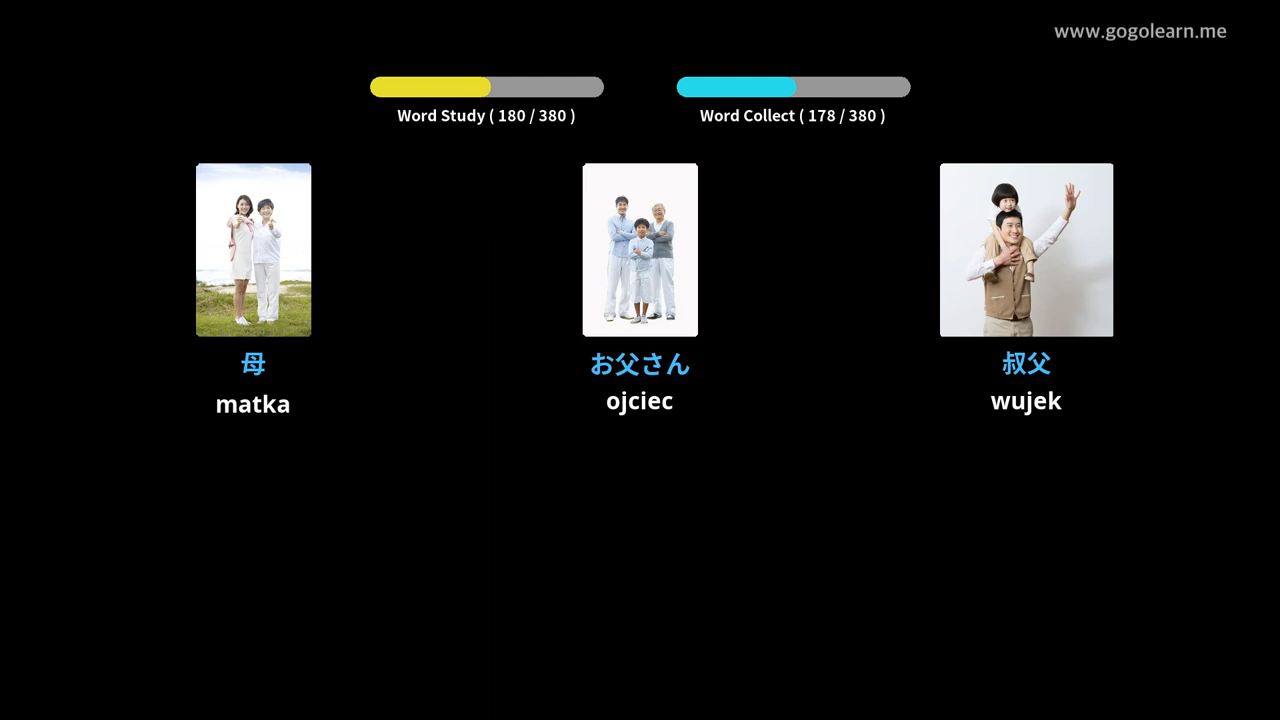 www.gogolearn.me
Word Study ( 180 / 380 )
Word Collect ( 178 / 380 )
母
お父さん
叔父
matka
ojciec
wujek